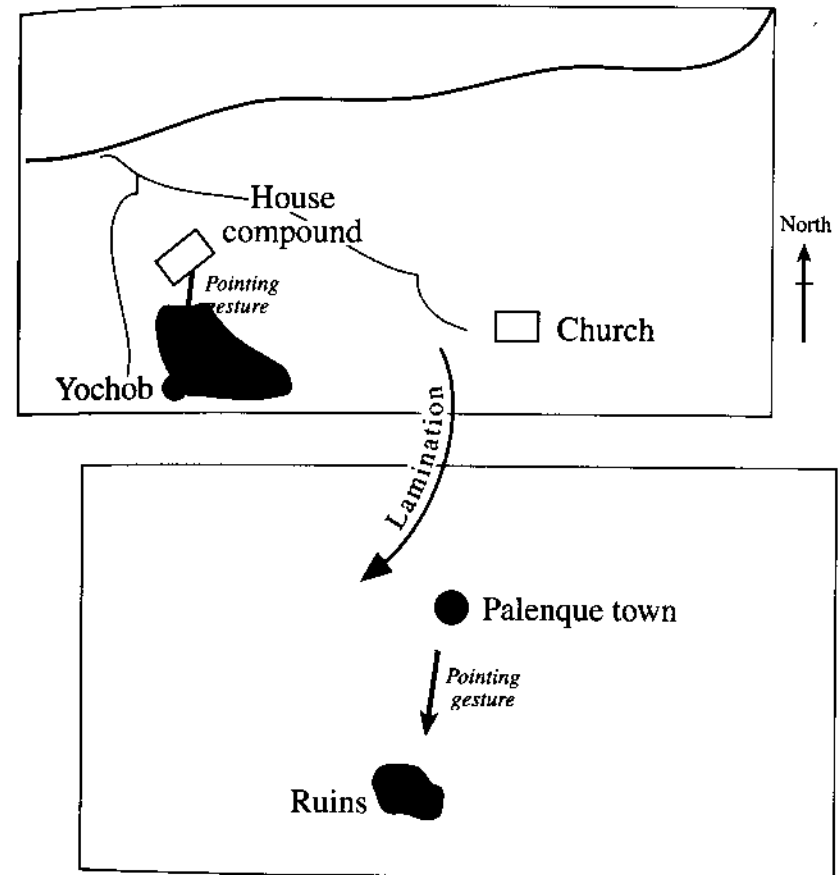 House
compound
North
Pointing
gesture
Church
Yochob
Lamination
Palenque town
Pointing
gesture
Ruins